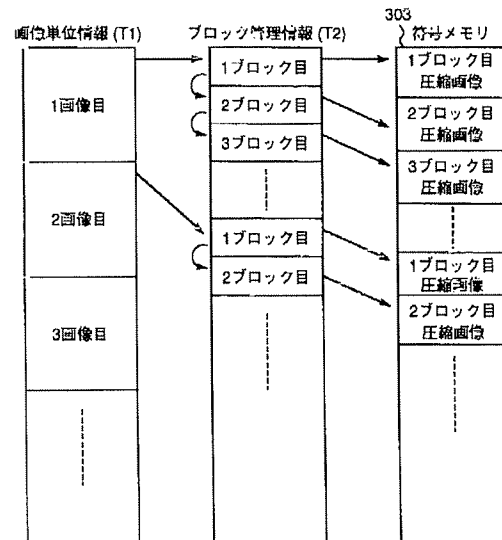 303
画像単位情報 (T1)
ブロック管理情報 (T2)
符号メモリ
1画像目
2画像目
3画像目
1ブロック目
2ブロック目
3ブロック目
1ブロック目
2ブロック目
1ブロック目
圧縮画像
2ブロック目
圧縮画像
3ブロック目
圧縮画像
1ブロック目
圧縮画像
2ブロック目
圧縮画像